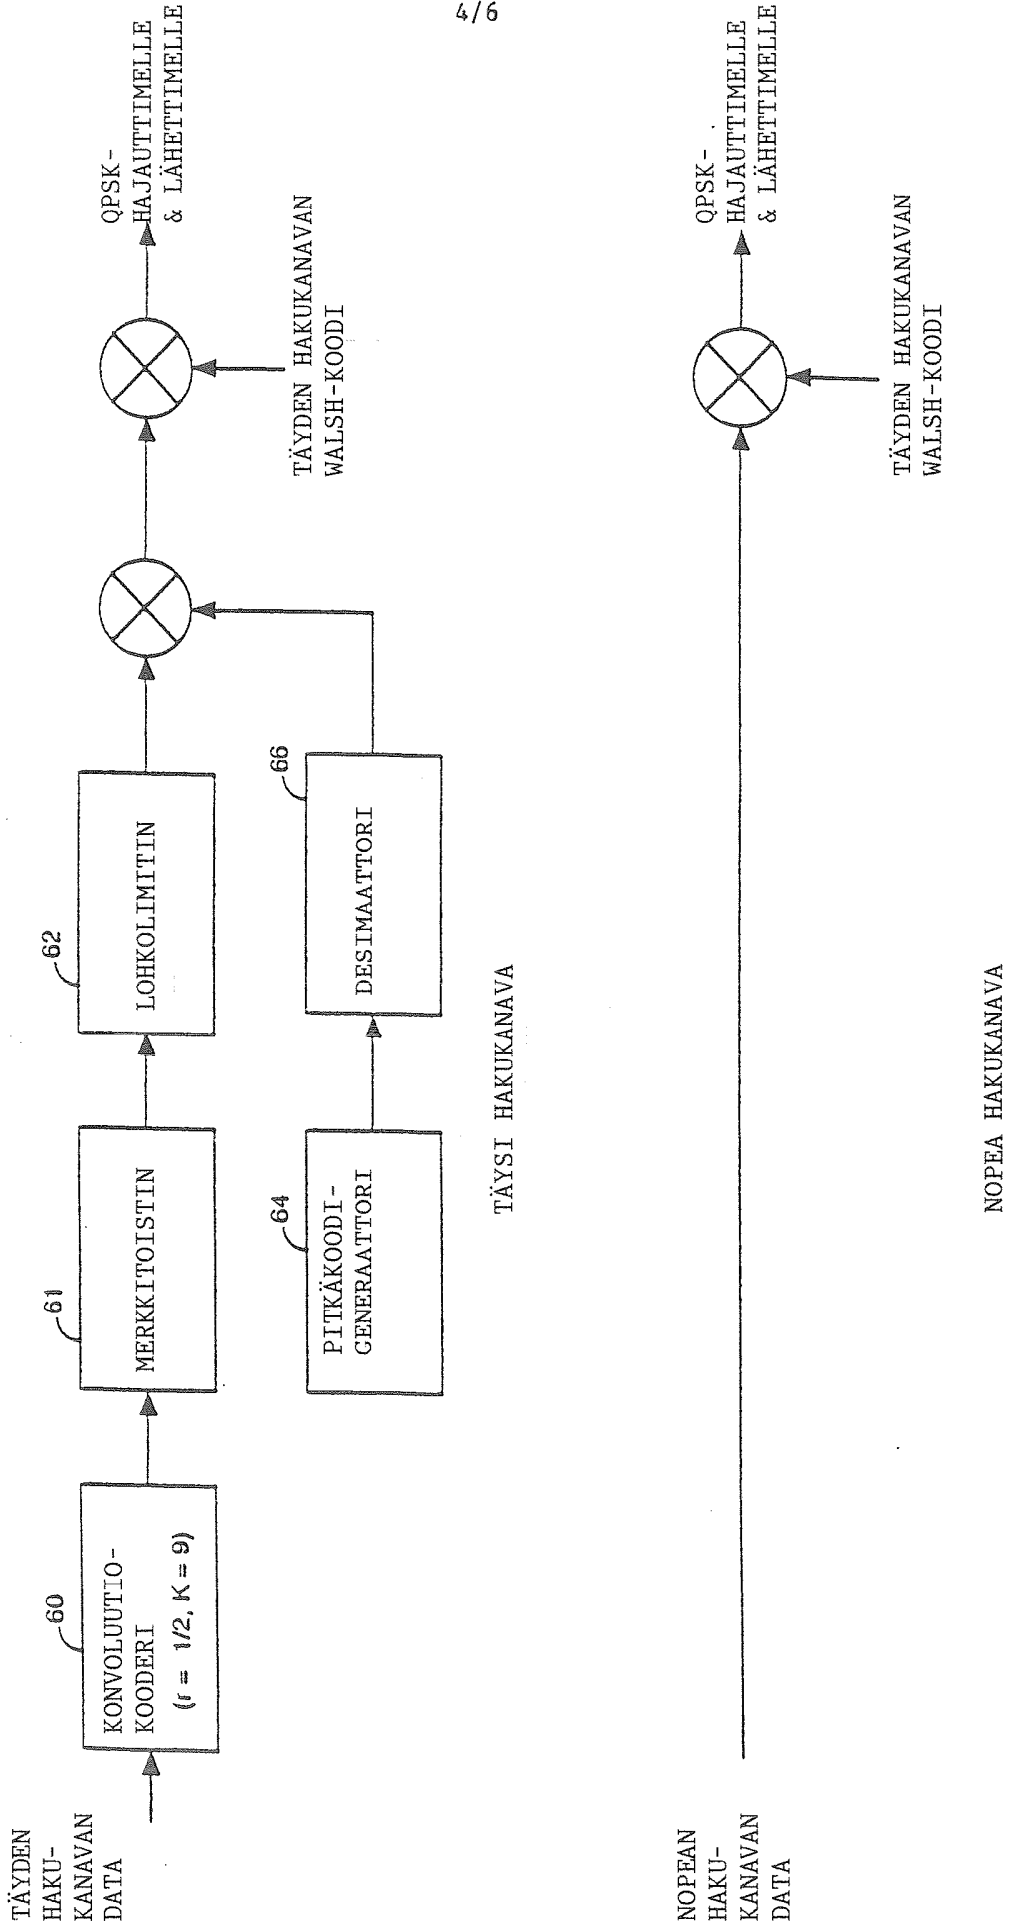 4/6
TÄYDEN
HAKU-
KANAVAN
DATA
60
KONVOLUUTIO-
KOODERI
(r = 1/2, K = 9)
61
MERKKITOISTIN
62
LOHKOLIMITIN
64
PITKÄKOODI-
GENERAATTORI
66
DESIMAATTORI
TÄYDEN HAKUKANAVAN
WALSH-KOODI
QPSK-
HAJAUTTIMELLE
& LÄHETTIMELLE
TÄYSI HAKUKANAVA
NOPEAN
HAKU-
KANAVAN
DATA
TÄYDEN HAKUKANAVAN
WALSH-KOODI
QPSK-
HAJAUTTIMELLE
& LÄHETTIMELLE
NOPEA HAKUKANAVA